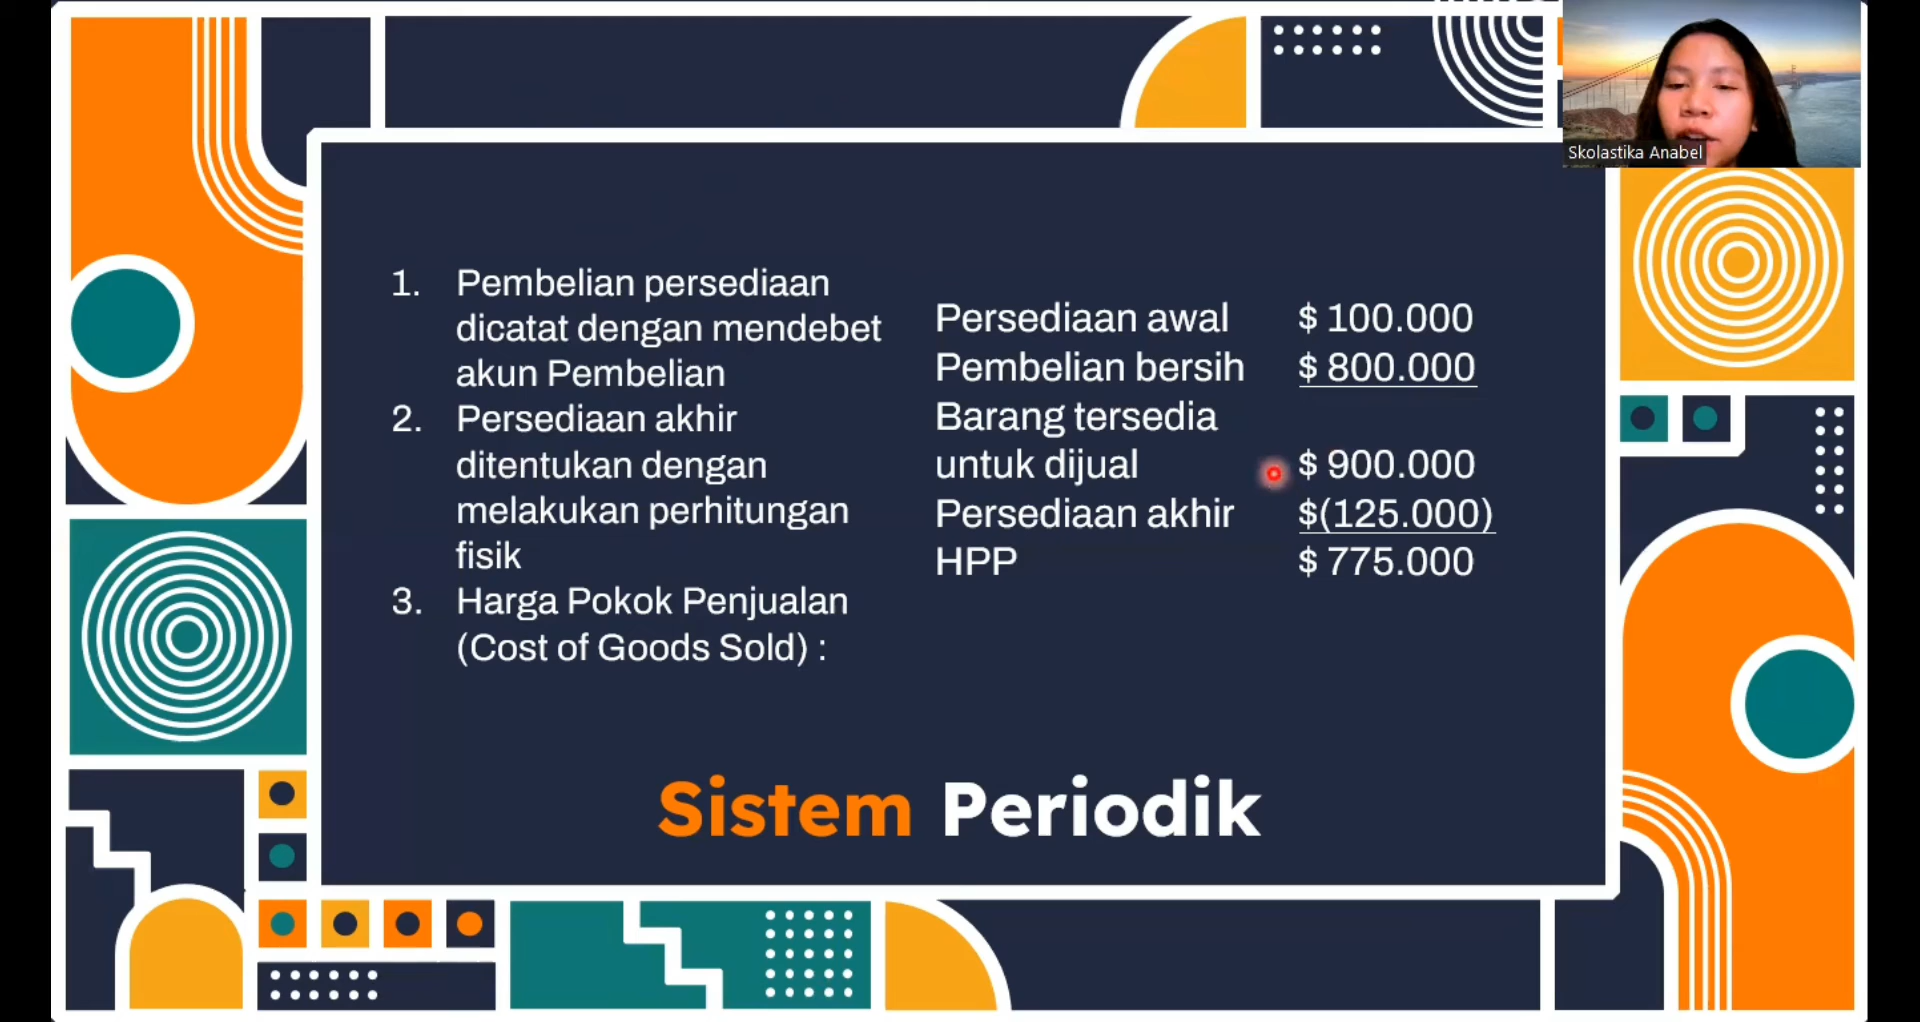 Skolastika Anabel
1. Pembelian persediaan
dicatat dengan mendebet
akun Pembelian
2. Persediaan akhir
ditentukan dengan
melakukan perhitungan
fisik
3. Harga Pokok Penjualan
(Cost of Goods Sold) :
Persediaan awal $ 100.000
Pembelian bersih $ 800.000
Barang tersedia
untuk dijual $ 900.000
Persediaan akhir $(125.000)
HPP $ 775.000
Sistem Periodik